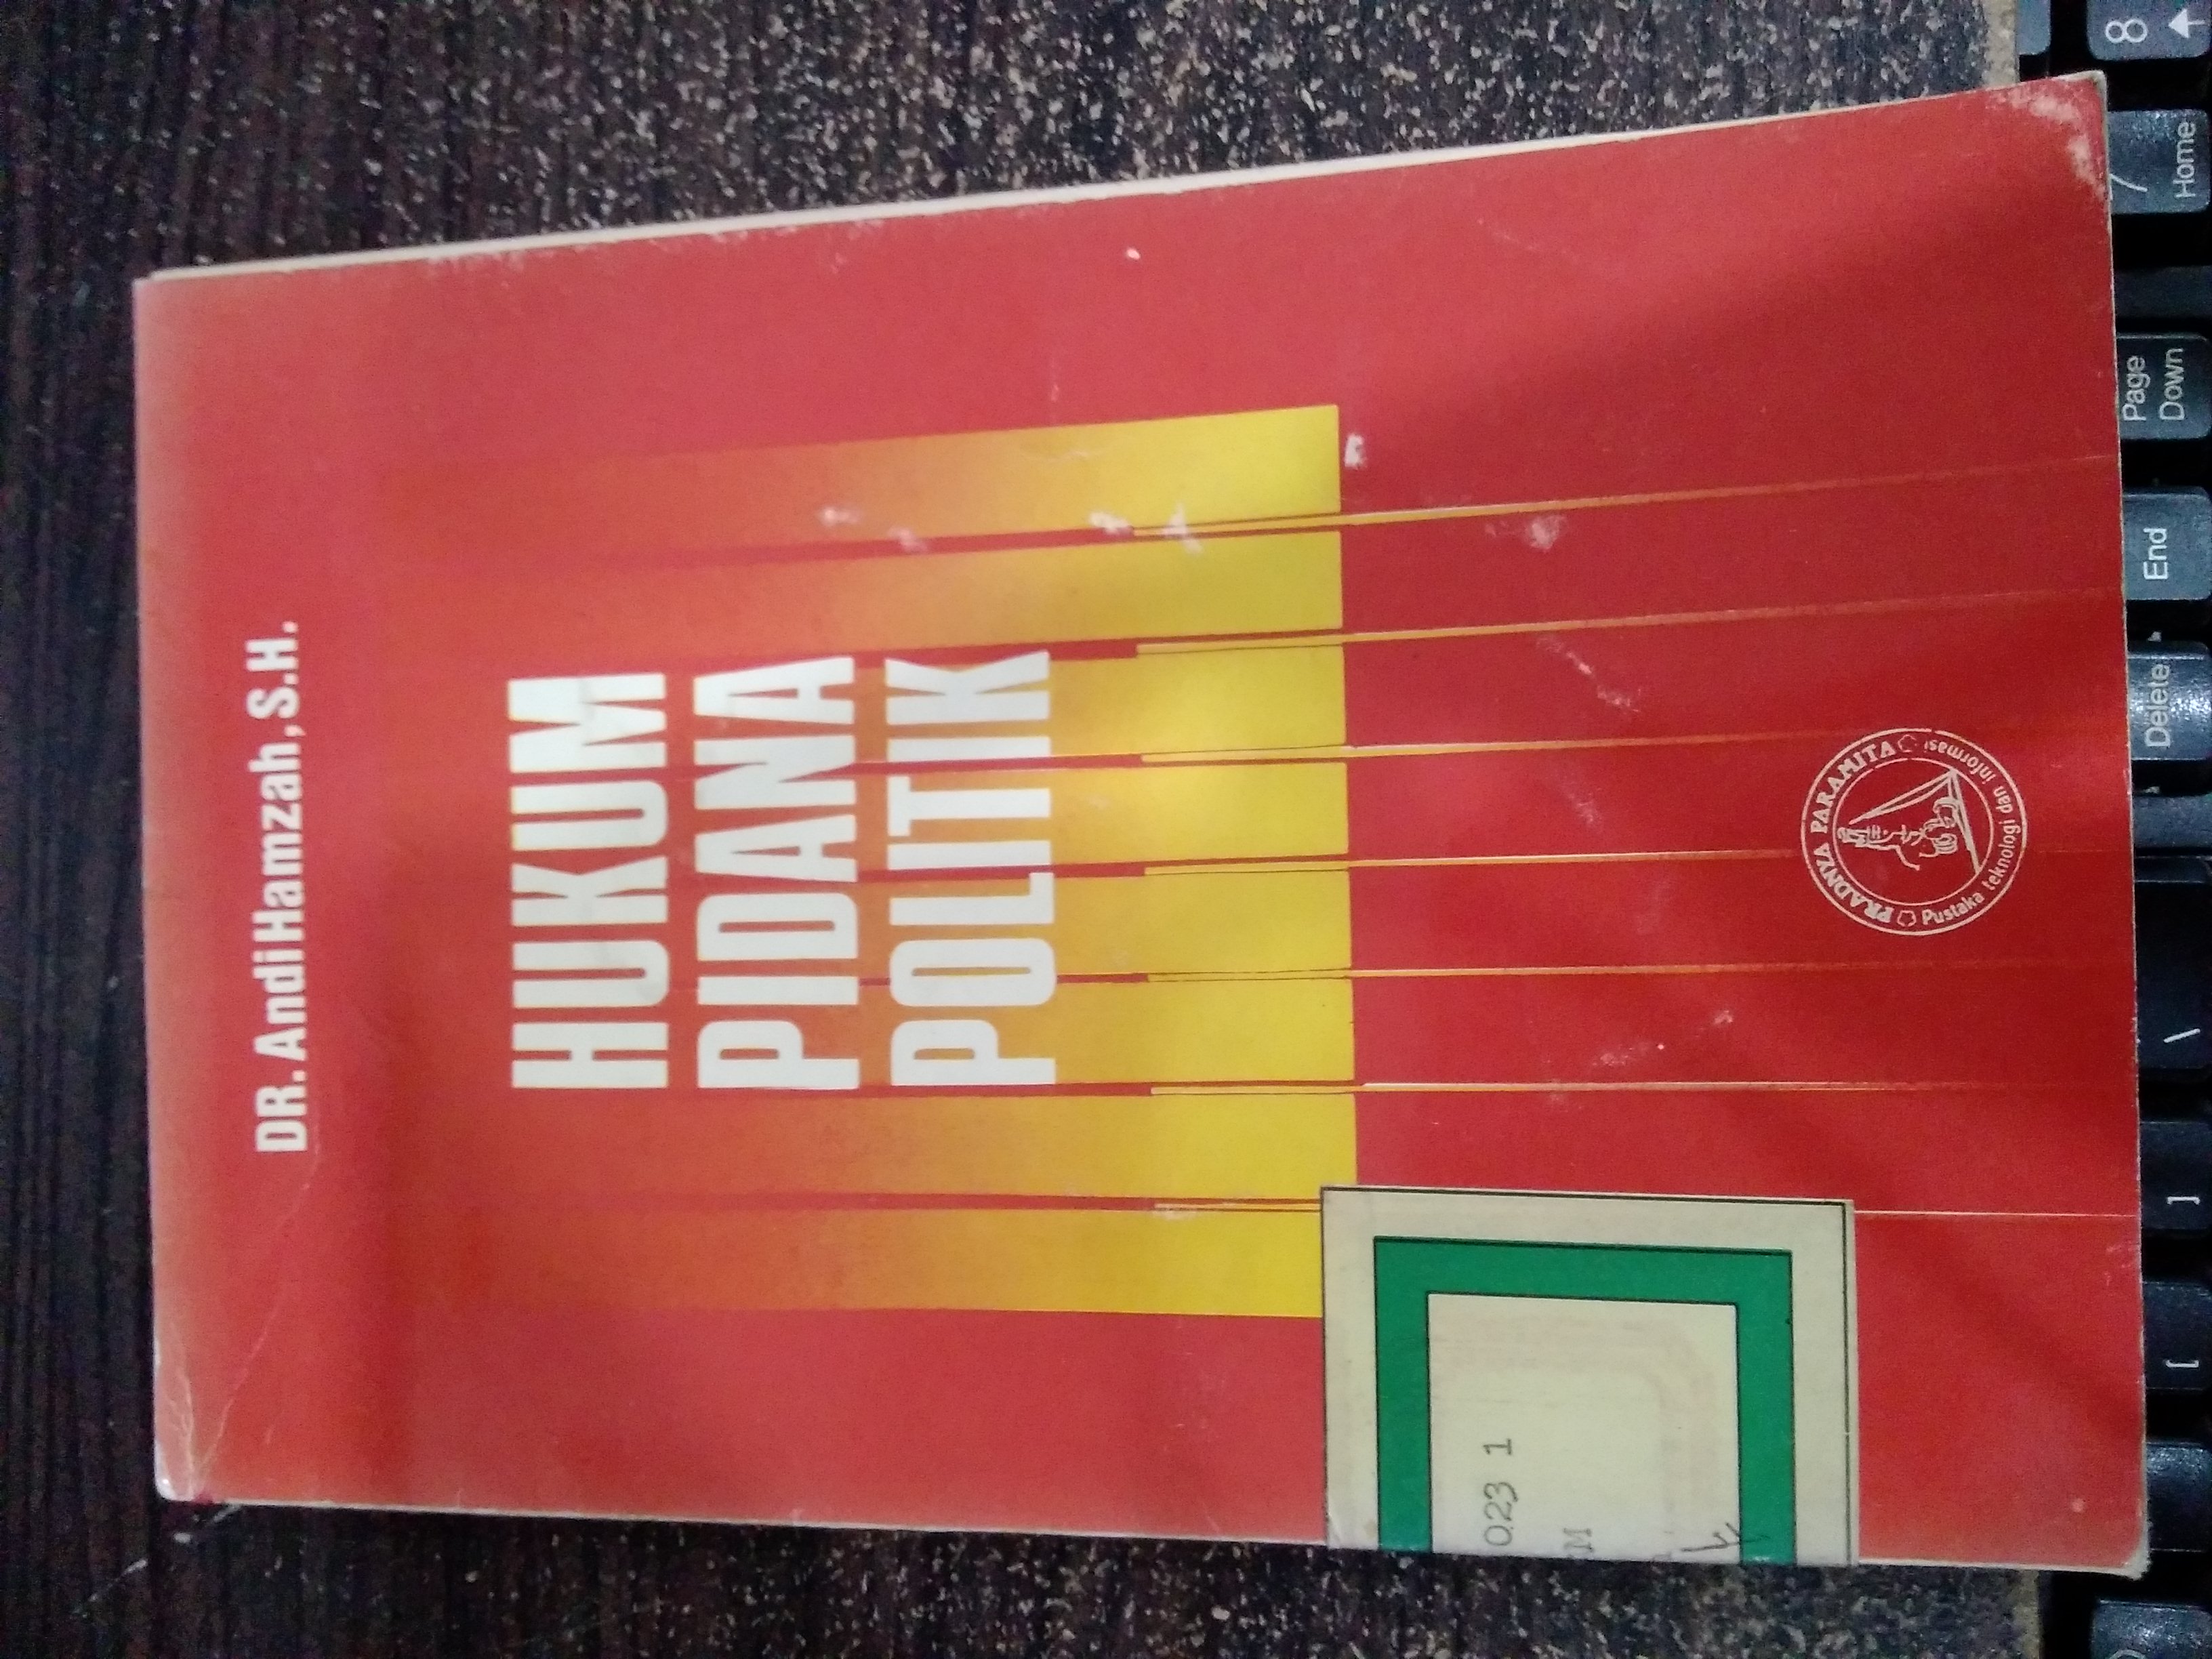 DR. Andi Hamzah, S.H.
HUKUM
PIDANA
POLITIK
PRADNYA PARAMITA
Pustaka teknologi dan informasi
023 1
8
7
Home
Page
Down
End
Delete
\
]
[